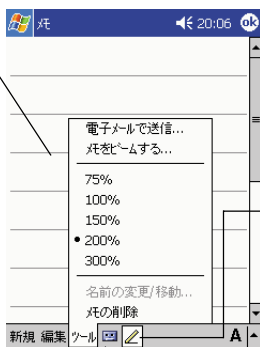 メモ 20:06 ok
電子メールで送信...
メモをビームする...
75%
100%
150%
200%
300%
名前の変更/移動...
メモの削除
新規 編集 ツール A